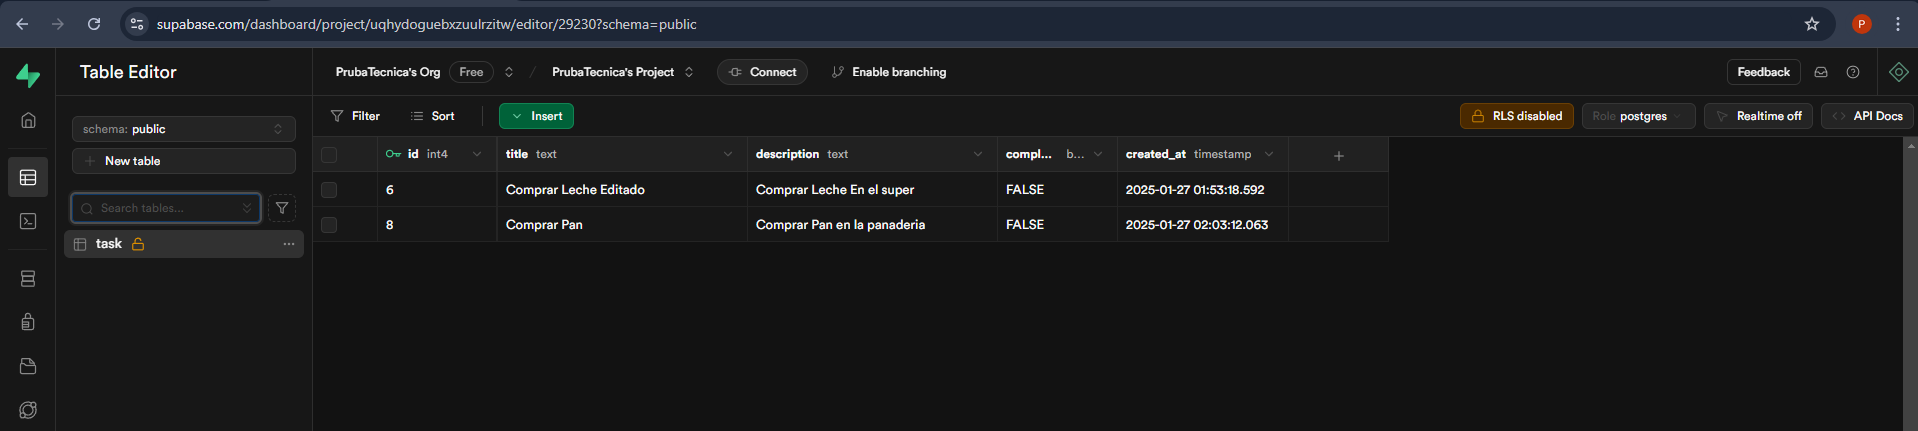 supabase.com/dashboard/project/uqhydoguebxzuulrzitw/editor/29230?schema=public
P
Table Editor
PrubaTecnica's Org Free / PrubaTecnica's Project Connect Enable branching
Feedback
schema: public
Filter Sort Insert
RLS disabled Role postgres Realtime off API Docs
New table
id int4 title text description text compl... b... created_at timestamp
6 Comprar Leche Editado Comprar Leche En el super FALSE 2025-01-27 01:53:18.592
Search tables...
8 Comprar Pan Comprar Pan en la panaderia FALSE 2025-01-27 02:03:12.063
task